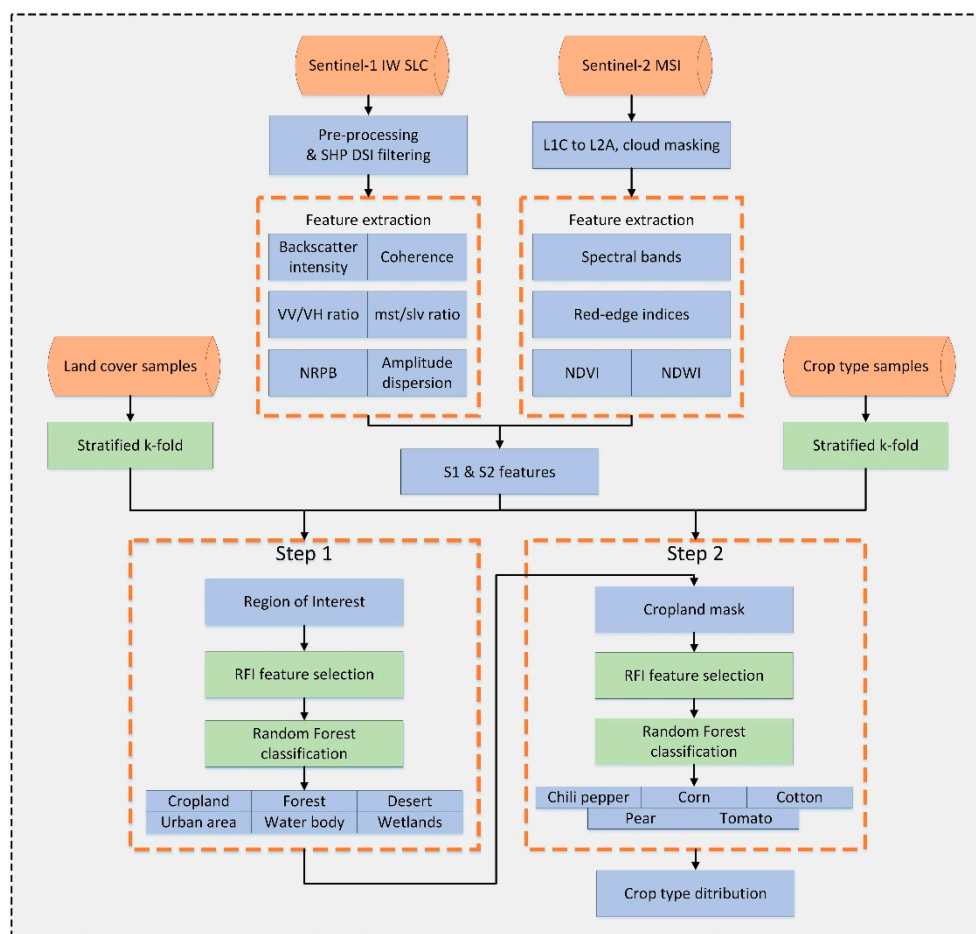 Sentinel-1 IW SLC
Sentinel-2 MSI
Pre-processing
& SHP DSI filtering
L1C to L2A, cloud masking
Feature extraction
Backscatter
intensity
Coherence
VV/VH ratio
mst/slv ratio
NRPB
Amplitude
dispersion
Feature extraction
Spectral bands
Red-edge indices
NDVI
NDWI
Land cover samples
Crop type samples
Stratified k-fold
Stratified k-fold
S1 & S2 features
Step 1
Region of Interest
RFI feature selection
Random Forest
classification
Cropland
Forest
Desert
Urban area
Water body
Wetlands
Step 2
Cropland mask
RFI feature selection
Random Forest
classification
Chili pepper
Corn
Cotton
Pear
Tomato
Crop type ditribution